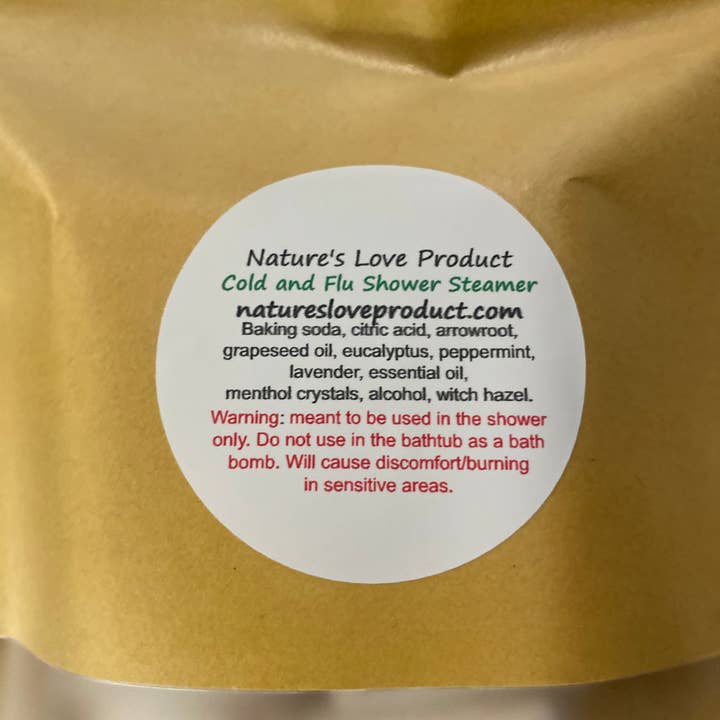 Nature's Love Product
Cold and Flu Shower Steamer
naturesloveproduct.com
Baking soda, citric acid, arrowroot,
grapeseed oil, eucalyptus, peppermint,
lavender, essential oil,
menthol crystals, alcohol, witch hazel.
Warning: meant to be used in the shower
only. Do not use in the bathtub as a bath
bomb. Will cause discomfort/burning
in sensitive areas.